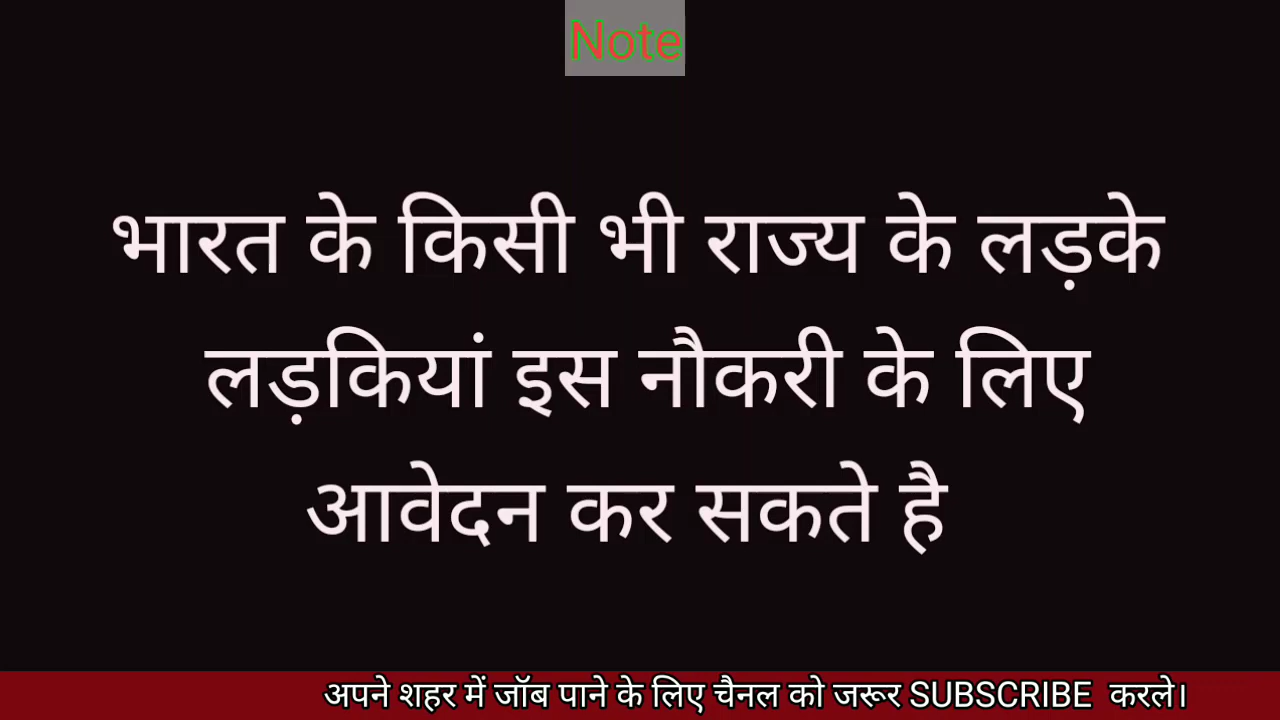 Note
भारत के किसी भी राज्य के लड़के
लड़कियां इस नौकरी के लिए
आवेदन कर सकते है
अपने शहर में जॉब पाने के लिए चैनल को जरूर SUBSCRIBE करले।